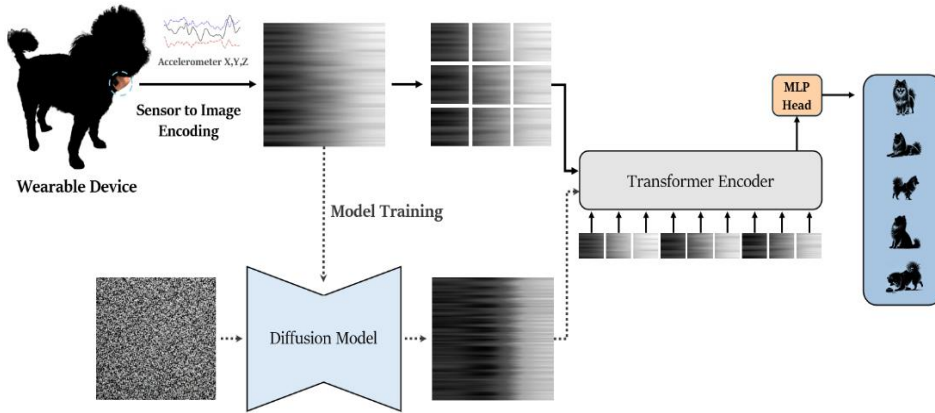 Accelerometer X,Y,Z
Sensor to Image
Encoding
Wearable Device
MLP
Head
Transformer Encoder
Model Training
Diffusion Model